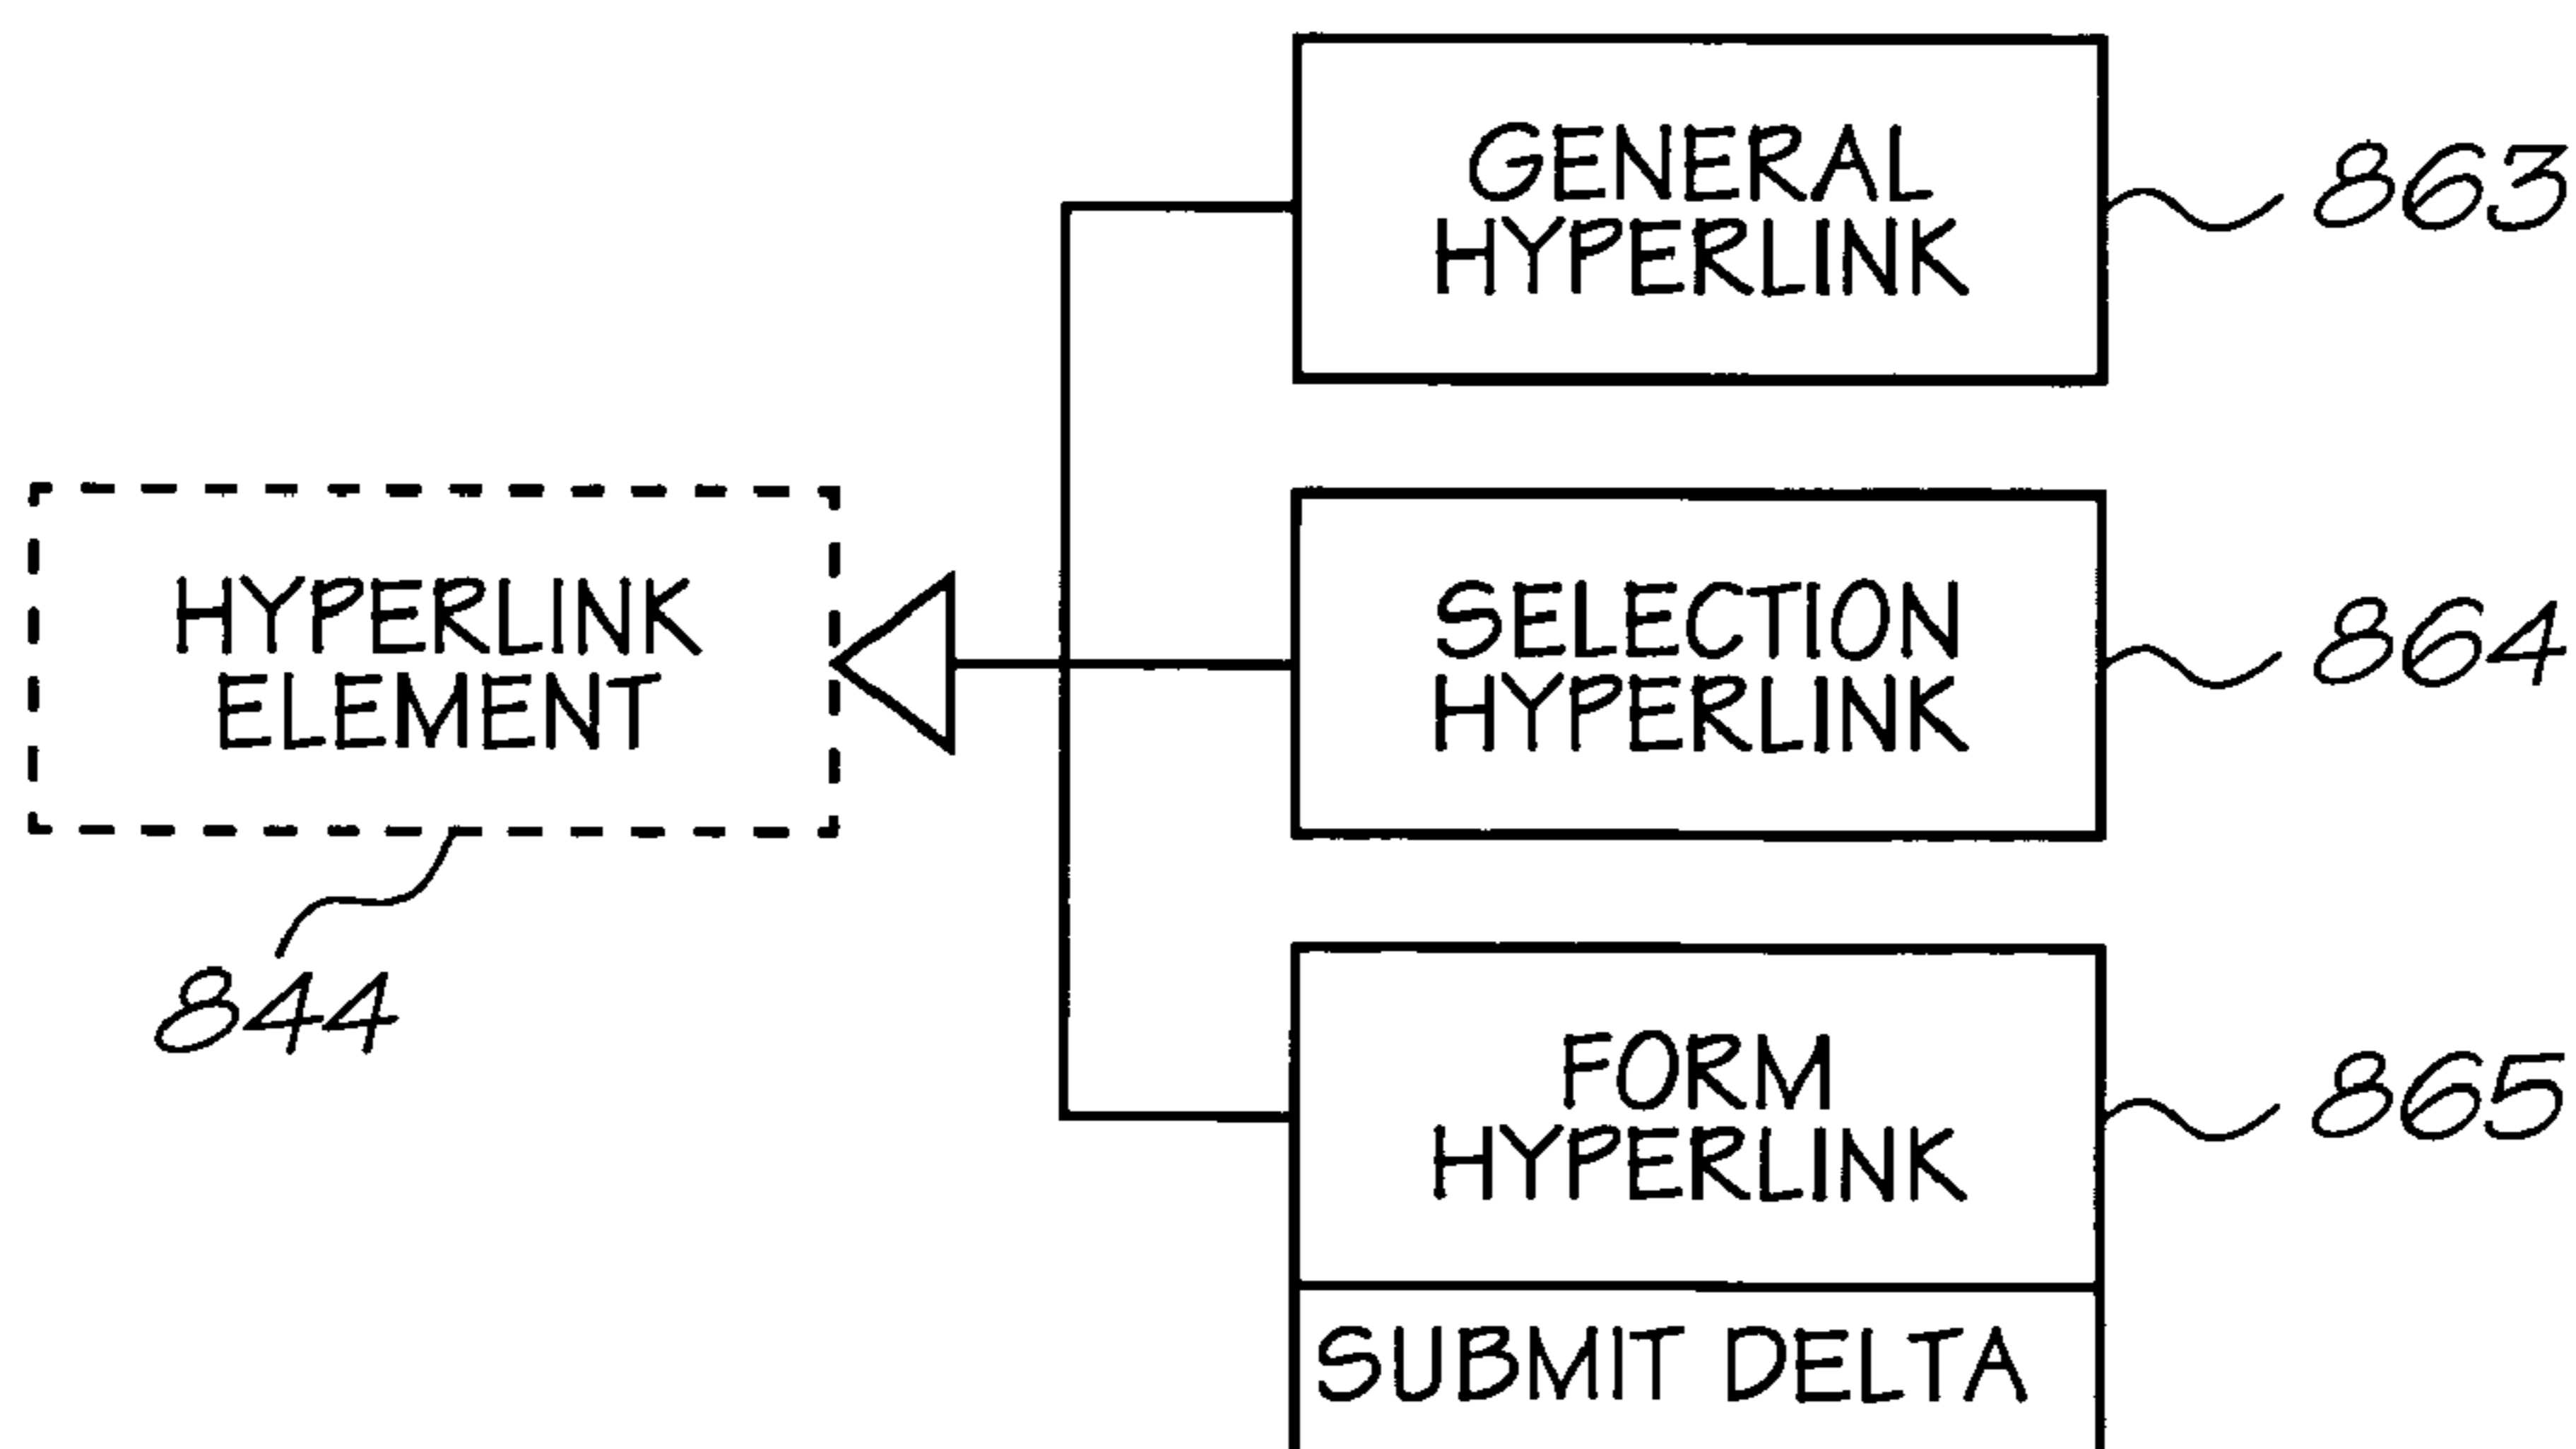 GENERAL
HYPERLINK
863
HYPERLINK
ELEMENT
844
SELECTION
HYPERLINK
864
FORM
HYPERLINK
865
SUBMIT DELTA